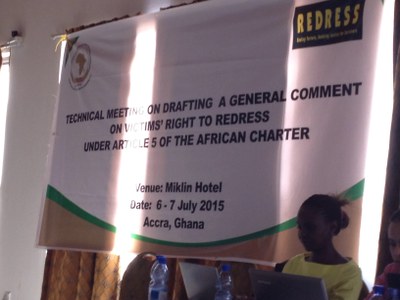 REDRESS
TECHNICAL MEETING ON DRAFTING A GENERAL COMMENT
ON VICTIMS' RIGHT TO REDRESS
UNDER ARTICLE 5 OF THE AFRICAN CHARTER
Venue: Miklin Hotel
Date: 6 - 7 July 2015
Accra, Ghana